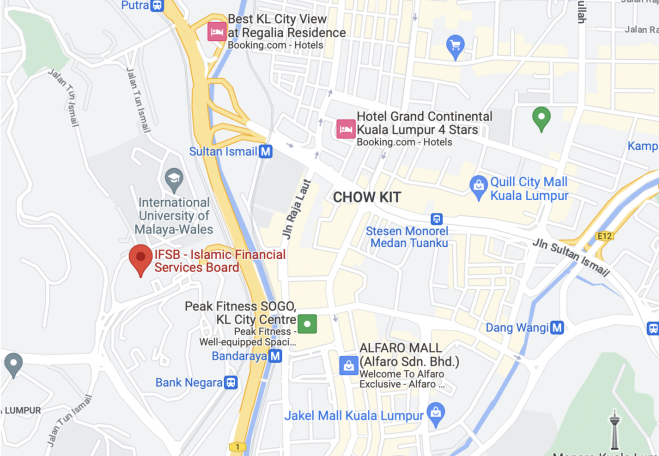 Putra
Best KL City View
at Regalia Residence
Booking.com - Hotels
Jalan Ra
Jalan Tun Ismail
Jalan Tun Ismail
Hotel Grand Continental
Kuala Lumpur 4 Stars
Booking.com - Hotels
Sultan Ismail
Kamp
International
University of
Malaya-Wales
Jln Raja Laut
CHOW KIT
Quill City Mall
Kuala Lumpur
Stesen Monorel
Medan Tuanku
E12
Jln Sultan Ismail
IFSB - Islamic Financial
Services Board
Peak Fitness SOGO,
KL City Centre
Peak Fitness -
Well-equipped Spaci...
Dang Wangi
Bandaraya
ALFARO MALL
(Alfaro Sdn. Bhd.)
Welcome To Alfaro
Exclusive - Alfaro ...
Bank Negara
LUMPUR
Jalan Tun Ismail
Jakel Mall Kuala Lumpur
1